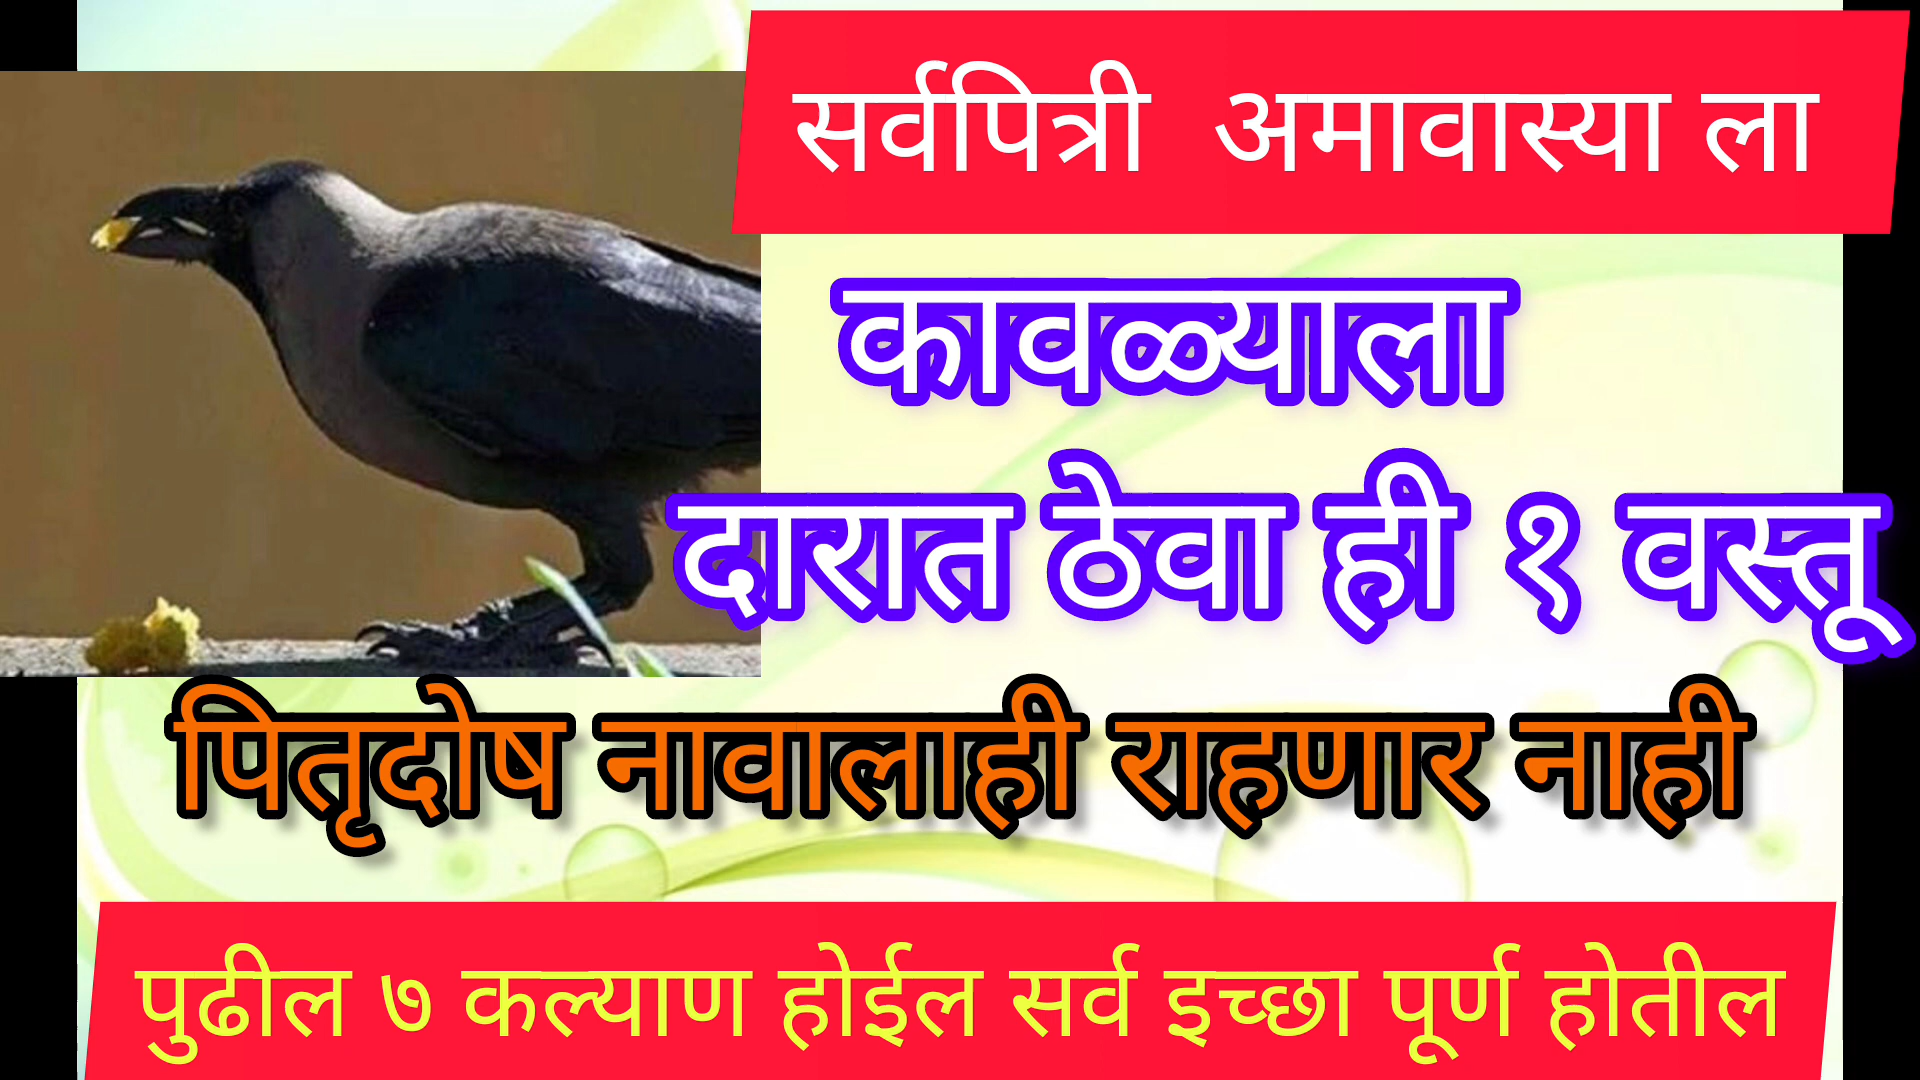 सर्वपित्री अमावास्या ला
कावळ्याला
दारात ठेवा ही १ वस्तू
पितृदोष नावालाही राहणार नाही
पुढील ७ कल्याण होईल सर्व इच्छा पूर्ण होतील